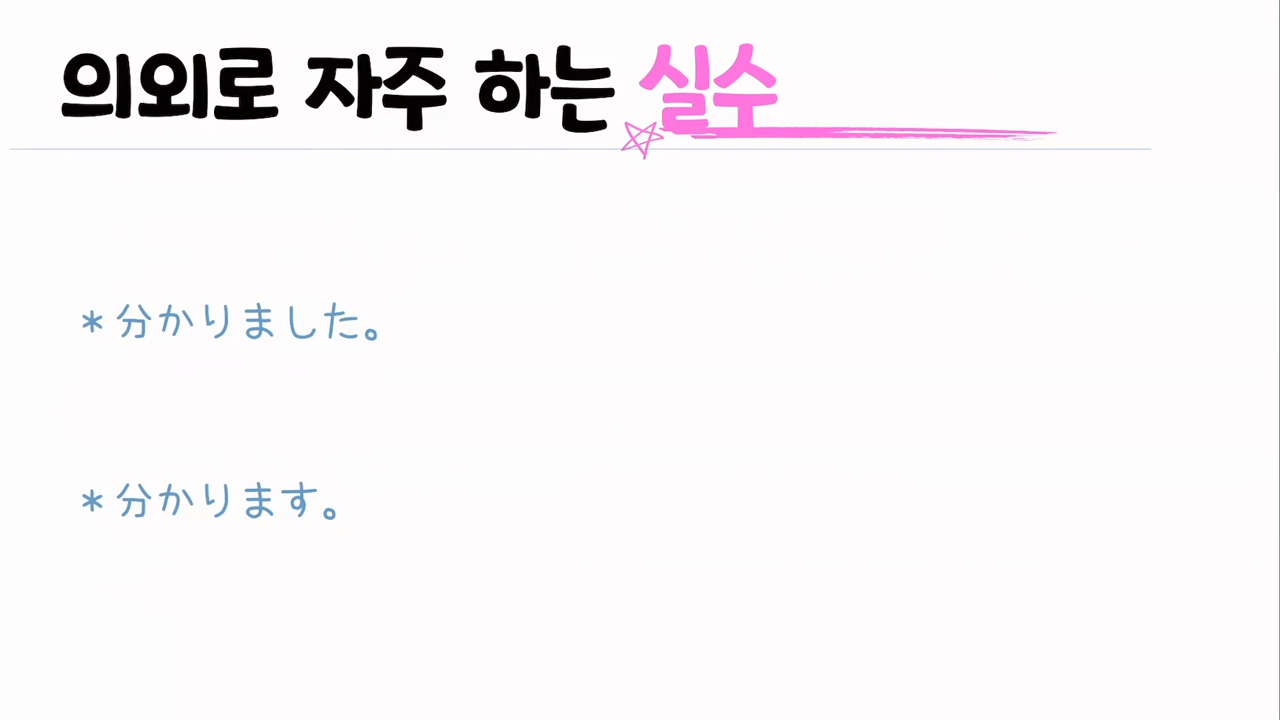 의외로 자주 하는 실수
* 分かりました。
* 分かります。